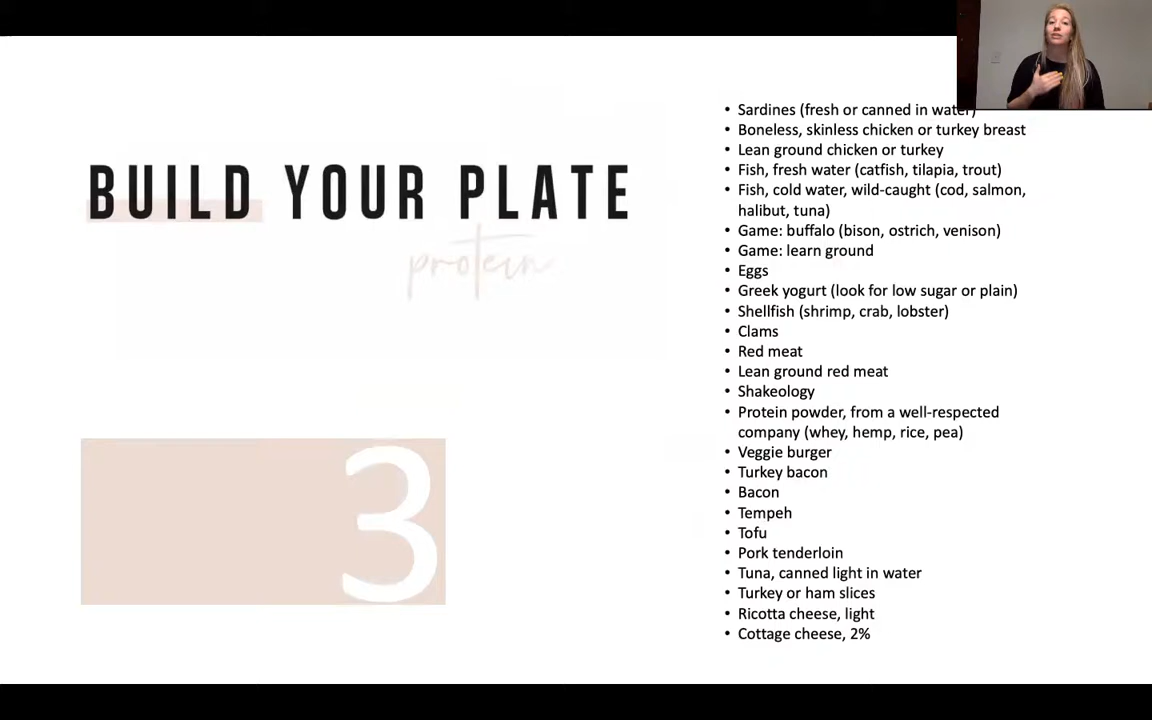 BUILD YOUR PLATE
protein
3
• Sardines (fresh or canned in water)
• Boneless, skinless chicken or turkey breast
• Lean ground chicken or turkey
• Fish, fresh water (catfish, tilapia, trout)
• Fish, cold water, wild-caught (cod, salmon,
halibut, tuna)
• Game: buffalo (bison, ostrich, venison)
• Game: learn ground
• Eggs
• Greek yogurt (look for low sugar or plain)
• Shellfish (shrimp, crab, lobster)
• Clams
• Red meat
• Lean ground red meat
• Shakeology
• Protein powder, from a well-respected
company (whey, hemp, rice, pea)
• Veggie burger
• Turkey bacon
• Bacon
• Tempeh
• Tofu
• Pork tenderloin
• Tuna, canned light in water
• Turkey or ham slices
• Ricotta cheese, light
• Cottage cheese, 2%